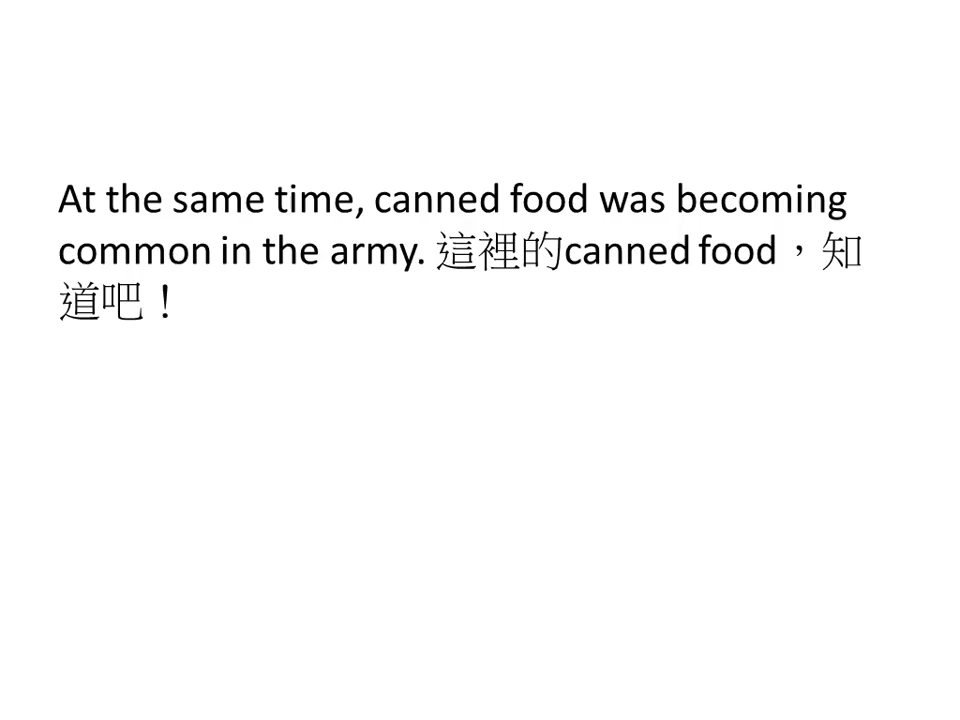 At the same time, canned food was becoming
common in the army. 這裡的canned food，知
道吧！